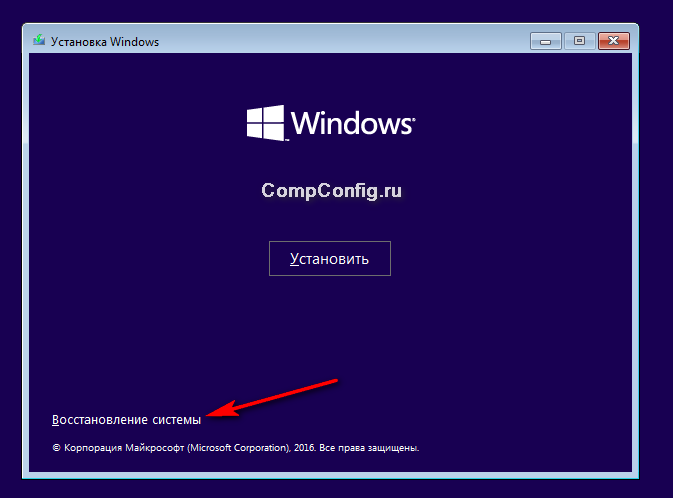 Установка Windows
Windows
CompConfig.ru
Установить
Восстановление системы
© Корпорация Майкрософт (Microsoft Corporation), 2016. Все права защищены.